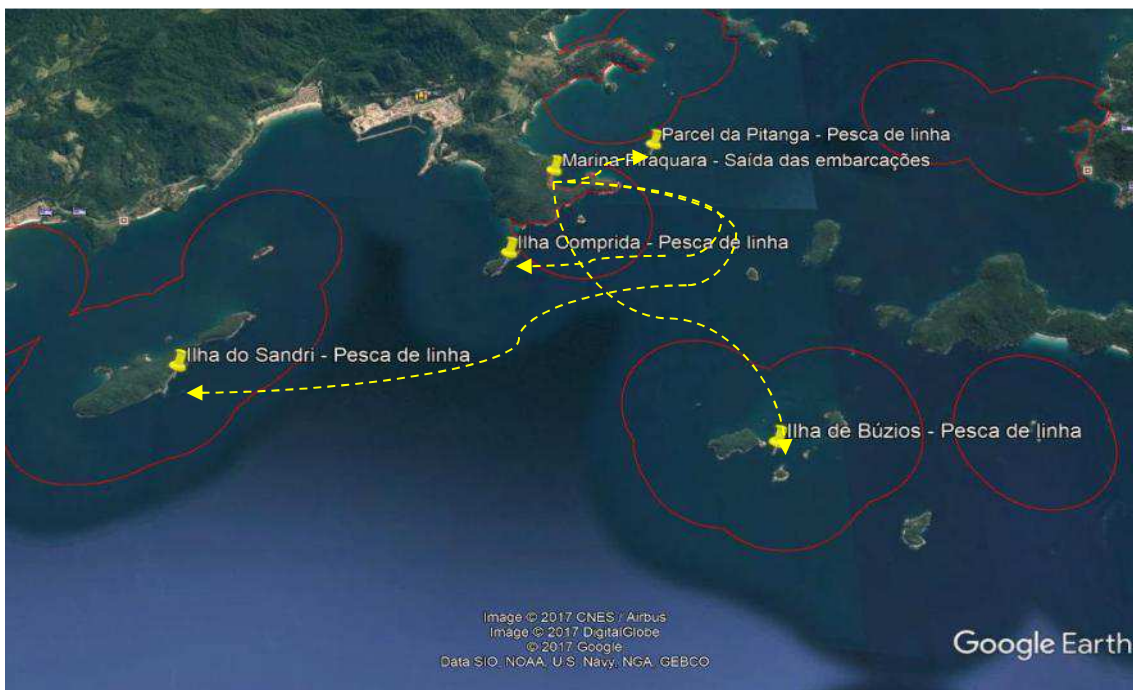 Parcel da Pitanga - Pesca de linha
Marina Piraquara - Saída das embarcações
Ilha Comprida - Pesca de linha
Ilha do Sandri - Pesca de linha
Ilha de Búzios - Pesca de linha
Image © 2017 CNES / Airbus
Image © 2017 DigitalGlobe
© 2017 Google
Data SIO, NOAA, U.S. Navy, NGA, GEBCO
Google Earth